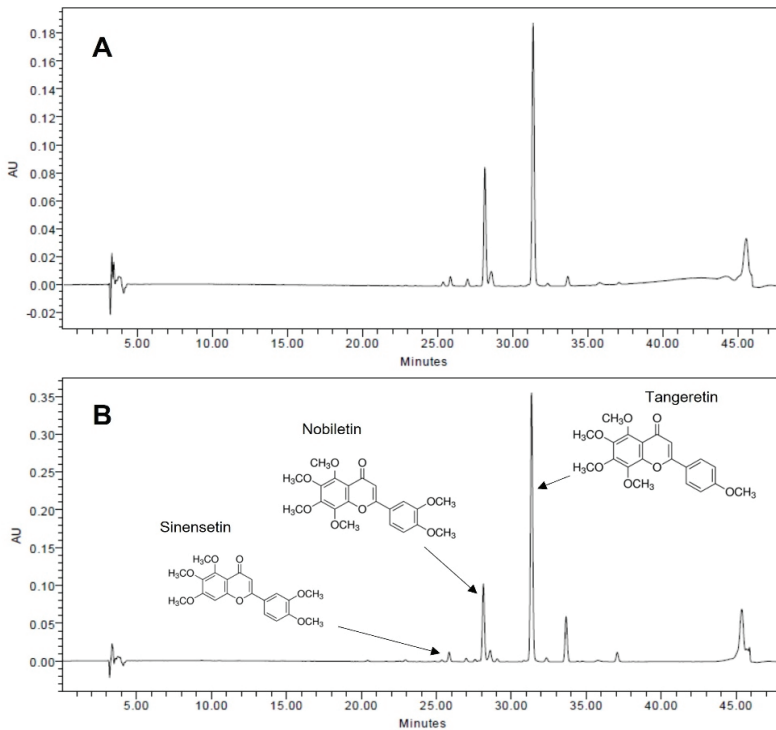 A
0.18
0.16
0.14
0.12
0.10
AU
0.08
0.06
0.04
0.02
0.00
-0.02
5.00 10.00 15.00 20.00 25.00 30.00 35.00 40.00 45.00
Minutes
B
0.35
0.30
0.25
0.20
AU
0.15
0.10
0.05
0.00
Tangeretin
CH₃O O
H₃CO
H₃CO O
OCH₃ OCH₃
Nobiletin
CH₃O O
H₃CO
H₃CO O OCH₃
OCH₃ OCH₃
Sinensetin
H₃CO O
H₃CO OCH₃
H₃CO O OCH₃
5.00 10.00 15.00 20.00 25.00 30.00 35.00 40.00 45.00
Minutes